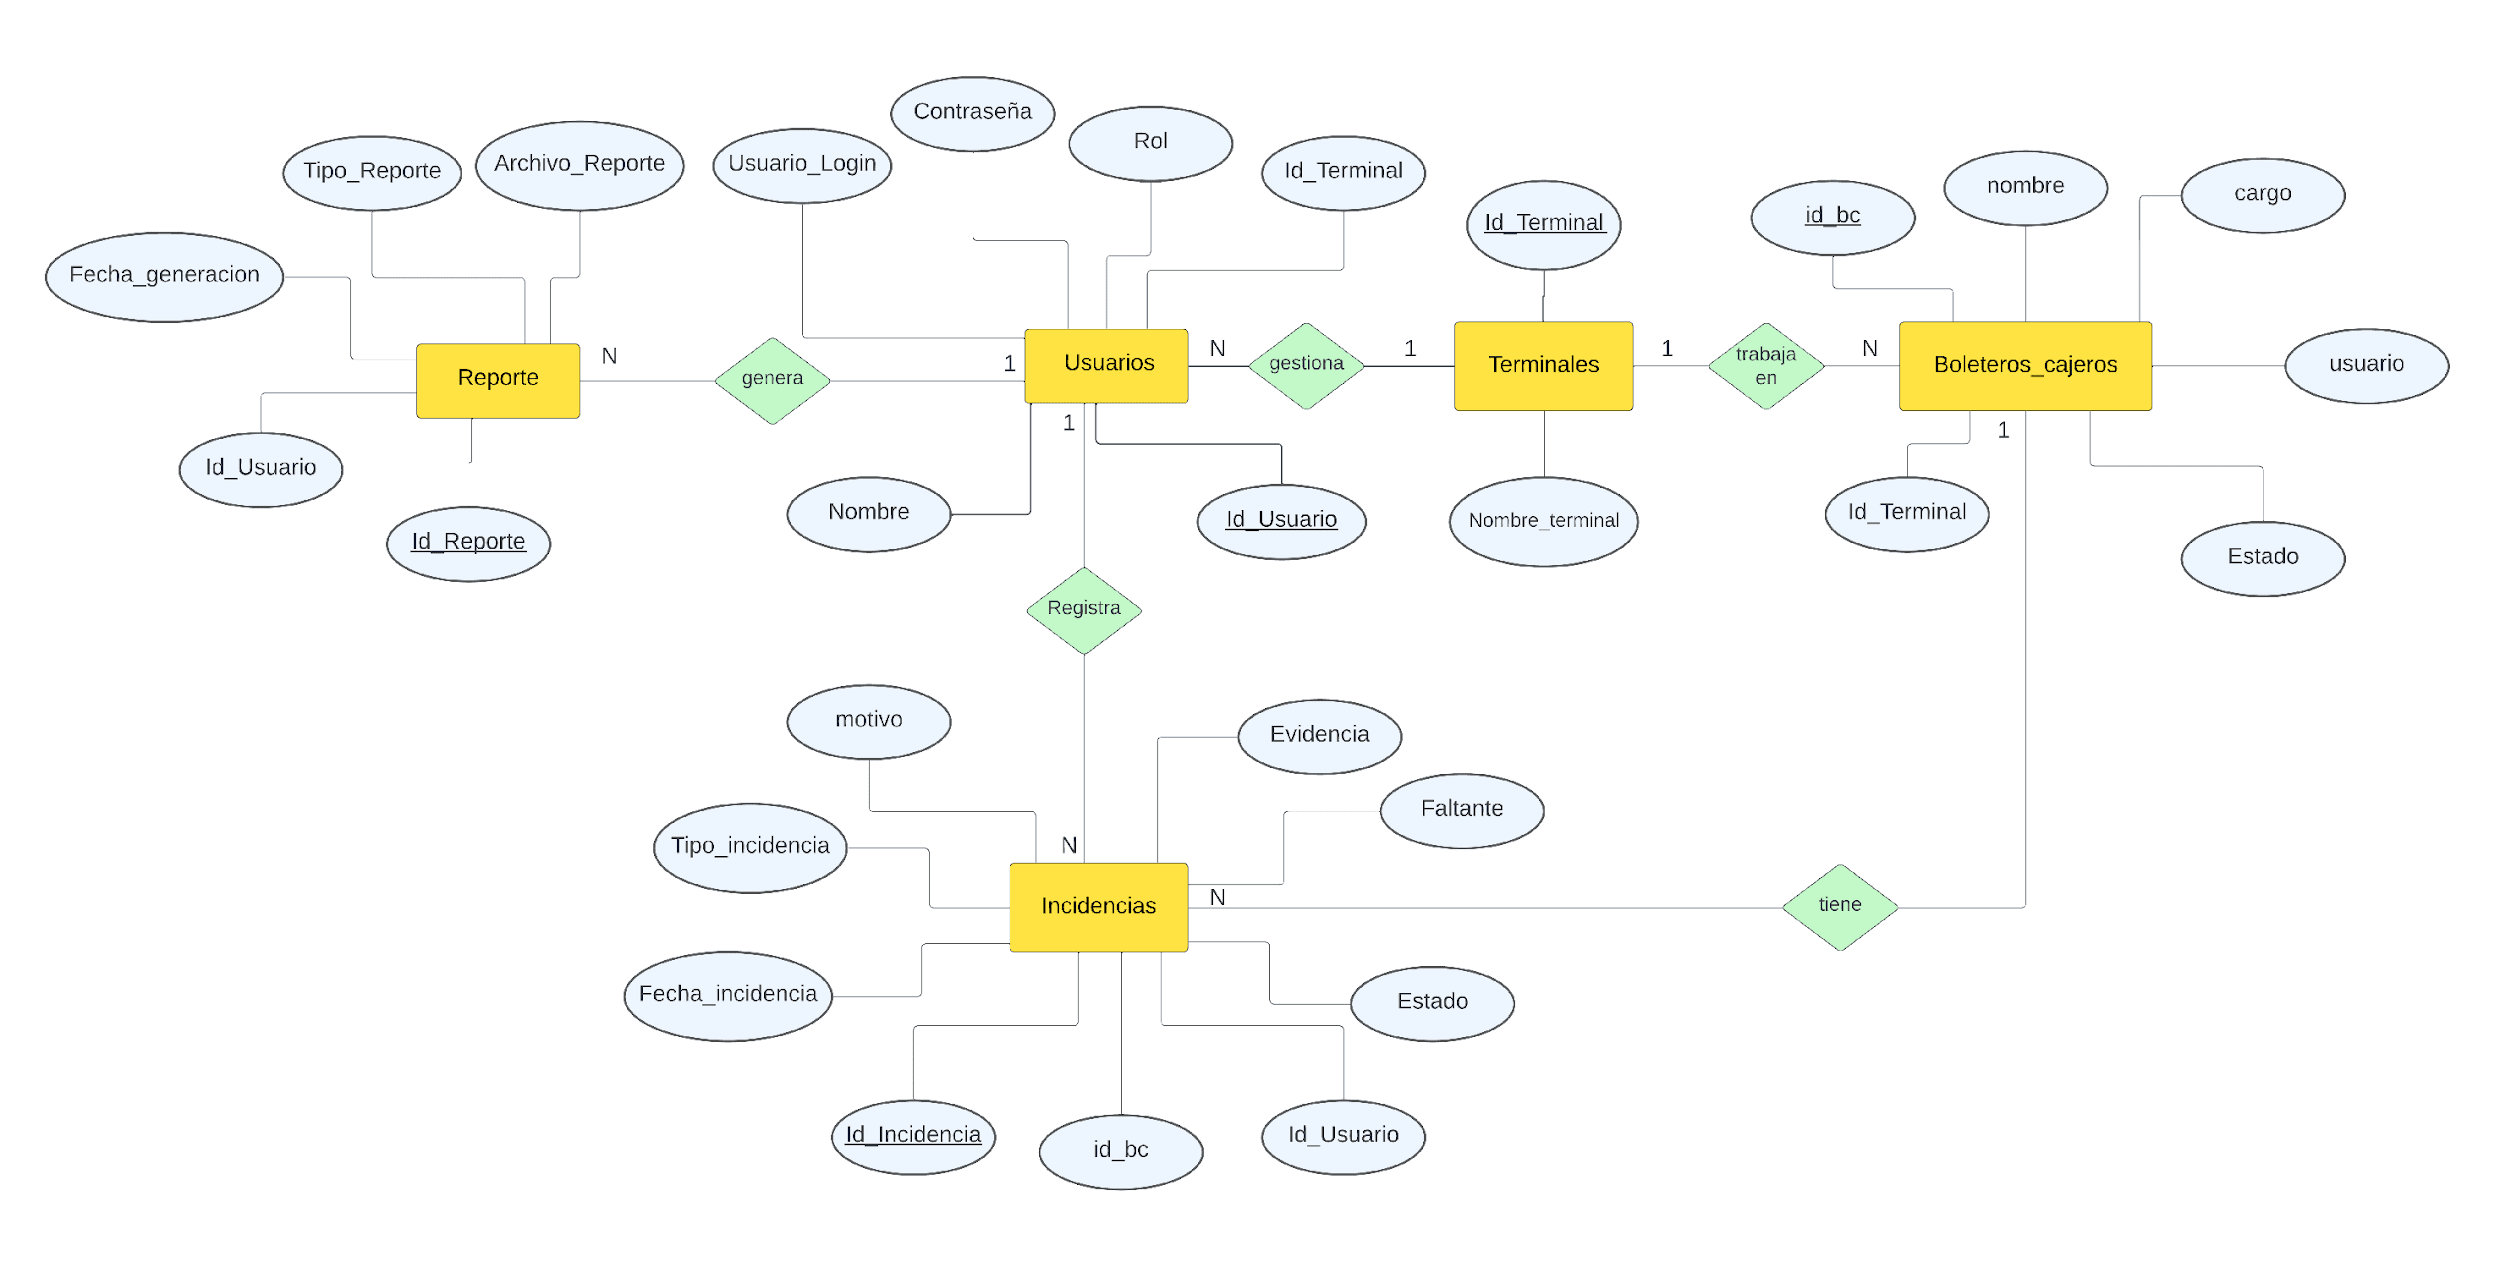 Contraseña
Rol
Usuario_Login
Tipo_Reporte
Archivo_Reporte
Id_Terminal
Id_Terminal
id_bc
nombre
cargo
Fecha_generacion
Reporte
N
genera
1
Usuarios
N
gestiona
1
Terminales
1
trabaja
en
N
Boleteros_cajeros
usuario
1
1
Id_Usuario
Id_Reporte
Nombre
Id_Usuario
Nombre_terminal
Id_Terminal
Estado
Registra
motivo
Evidencia
Faltante
Tipo_incidencia
N
Incidencias
N
tiene
Fecha_incidencia
Estado
Id_Incidencia
id_bc
Id_Usuario